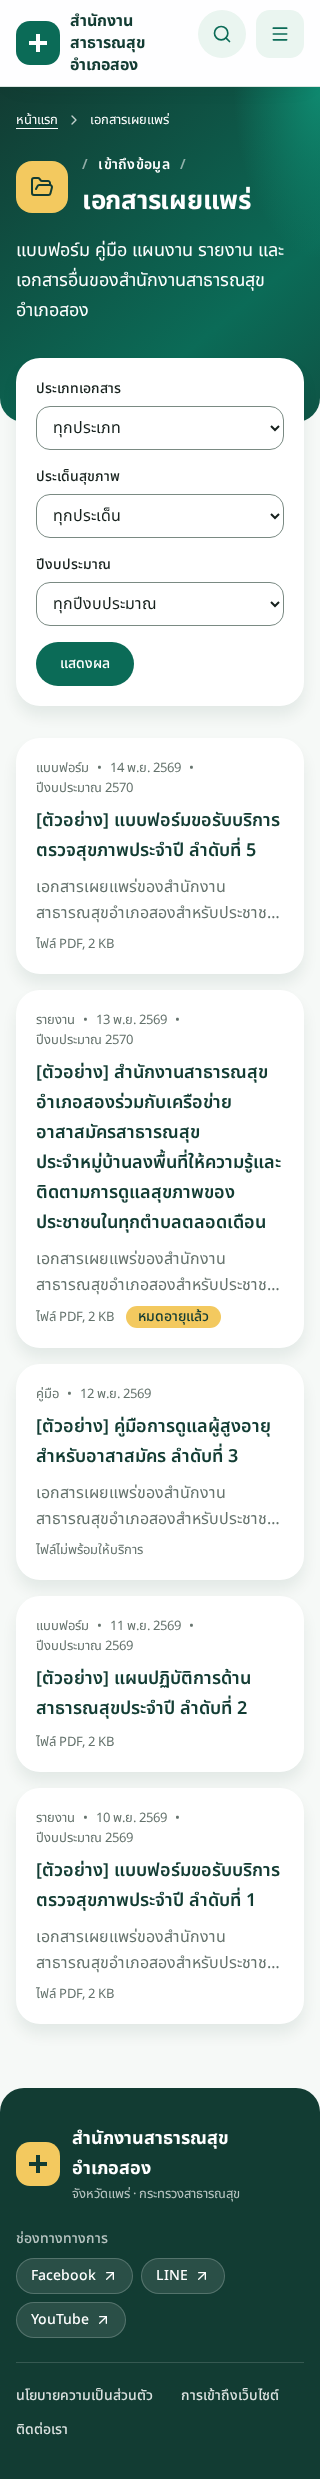 สำนักงาน
สาธารณสุข
อำเภอสอง
หน้าแรก > เอกสารเผยแพร่
/ เข้าถึงข้อมูล /
เอกสารเผยแพร่
แบบฟอร์ม คู่มือ แผนงาน รายงาน และ
เอกสารอื่นของสำนักงานสาธารณสุข
อำเภอสอง
ประเภทเอกสาร
ทุกประเภท
ประเด็นสุขภาพ
ทุกประเด็น
ปีงบประมาณ
ทุกปีงบประมาณ
แสดงผล
แบบฟอร์ม • 14 พ.ย. 2569 •
ปีงบประมาณ 2570
[ตัวอย่าง] แบบฟอร์มขอรับบริการ
ตรวจสุขภาพประจำปี ลำดับที่ 5
เอกสารเผยแพร่ของสำนักงาน
สาธารณสุขอำเภอสองสำหรับประชาช...
ไฟล์ PDF, 2 KB
รายงาน • 13 พ.ย. 2569 •
ปีงบประมาณ 2570
[ตัวอย่าง] สำนักงานสาธารณสุข
อำเภอสองร่วมกับเครือข่าย
อาสาสมัครสาธารณสุข
ประจำหมู่บ้านลงพื้นที่ให้ความรู้และ
ติดตามการดูแลสุขภาพของ
ประชาชนในทุกตำบลตลอดเดือน
เอกสารเผยแพร่ของสำนักงาน
สาธารณสุขอำเภอสองสำหรับประชาช...
ไฟล์ PDF, 2 KB หมดอายุแล้ว
คู่มือ • 12 พ.ย. 2569
[ตัวอย่าง] คู่มือการดูแลผู้สูงอายุ
สำหรับอาสาสมัคร ลำดับที่ 3
เอกสารเผยแพร่ของสำนักงาน
สาธารณสุขอำเภอสองสำหรับประชาช...
ไฟล์ไม่พร้อมให้บริการ
แบบฟอร์ม • 11 พ.ย. 2569 •
ปีงบประมาณ 2569
[ตัวอย่าง] แผนปฏิบัติการด้าน
สาธารณสุขประจำปี ลำดับที่ 2
ไฟล์ PDF, 2 KB
รายงาน • 10 พ.ย. 2569 •
ปีงบประมาณ 2569
[ตัวอย่าง] แบบฟอร์มขอรับบริการ
ตรวจสุขภาพประจำปี ลำดับที่ 1
เอกสารเผยแพร่ของสำนักงาน
สาธารณสุขอำเภอสองสำหรับประชาช...
ไฟล์ PDF, 2 KB
สำนักงานสาธารณสุข
อำเภอสอง
จังหวัดแพร่ · กระทรวงสาธารณสุข
ช่องทางทางการ
Facebook LINE
YouTube
นโยบายความเป็นส่วนตัว การเข้าถึงเว็บไซต์
ติดต่อเรา